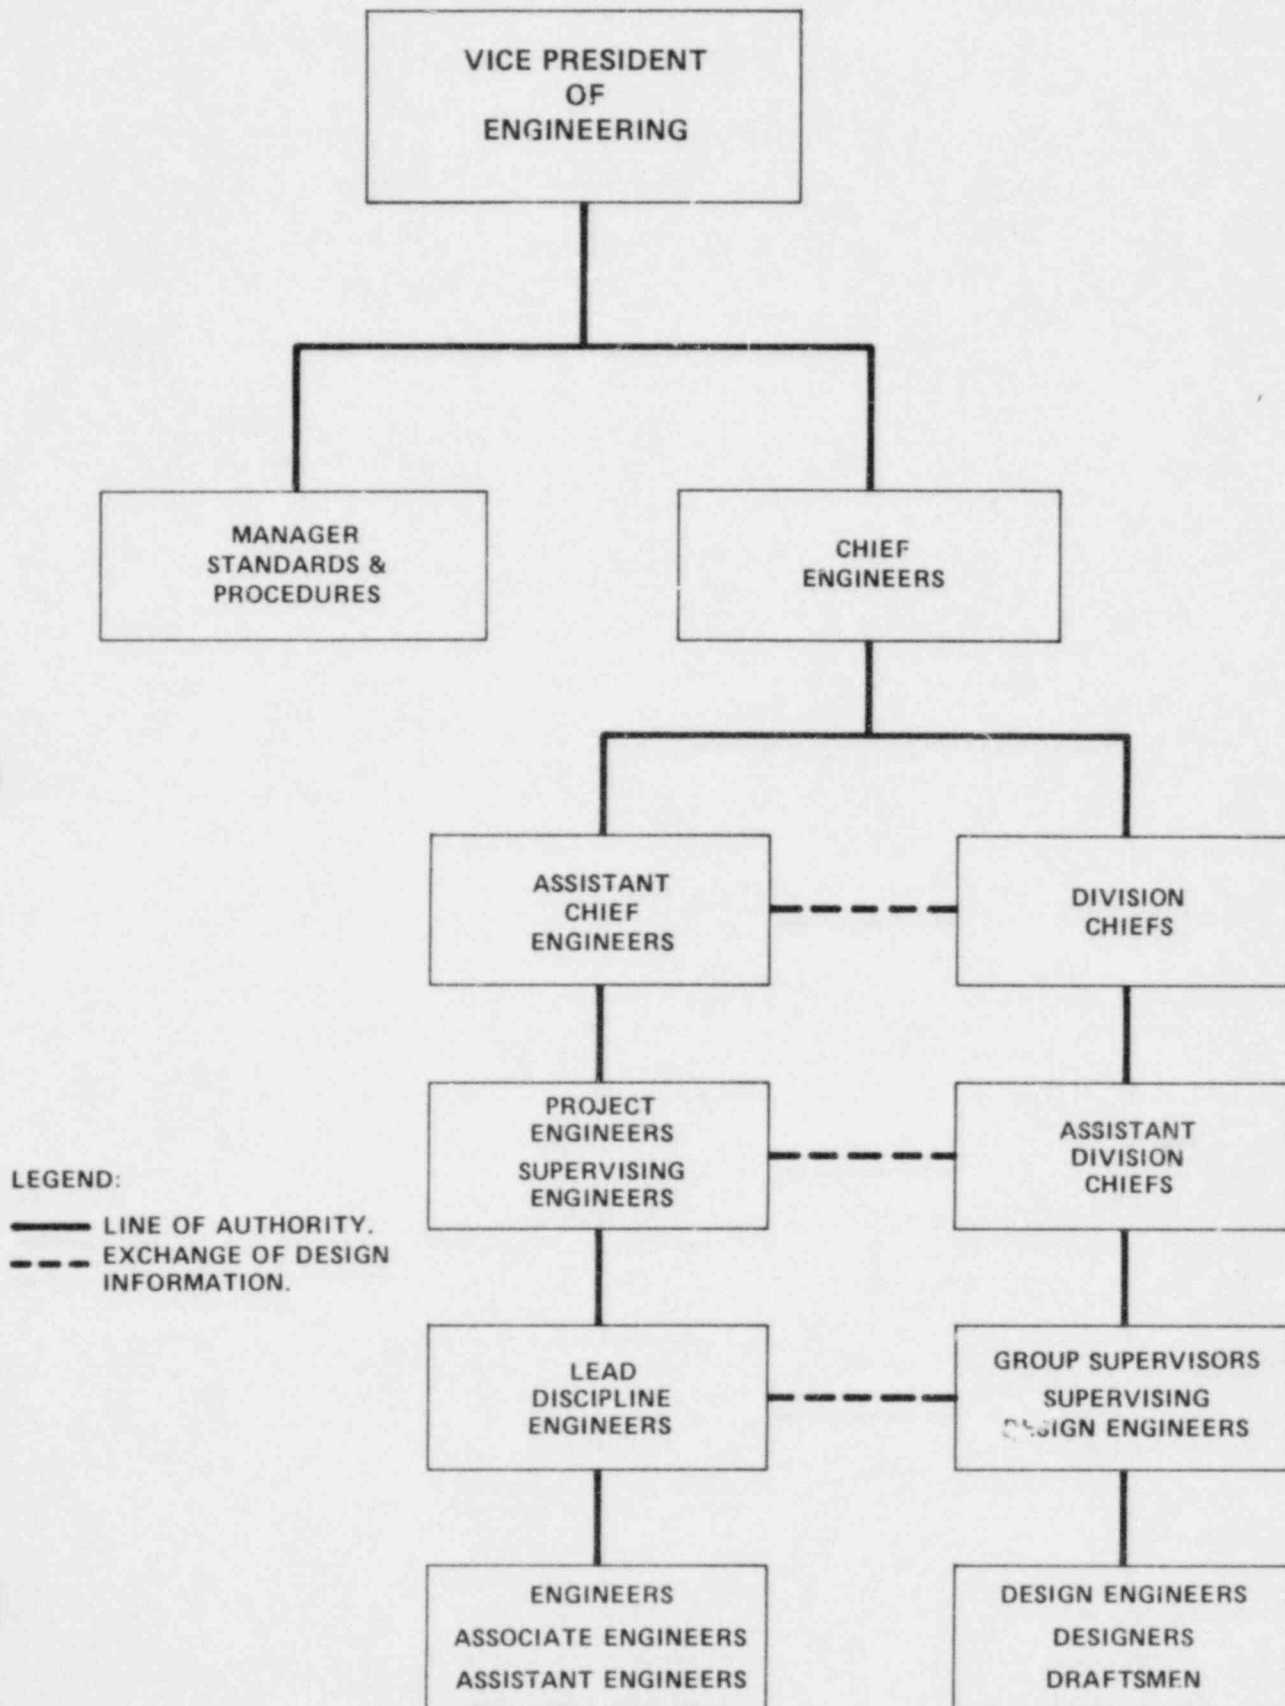 VICE PRESIDENT
OF
ENGINEERING
MANAGER
STANDARDS &
PROCEDURES
CHIEF
ENGINEERS
ASSISTANT
CHIEF
ENGINEERS
DIVISION
CHIEFS
PROJECT
ENGINEERS
SUPERVISING
ENGINEERS
ASSISTANT
DIVISION
CHIEFS
LEGEND:
LINE OF AUTHORITY.
EXCHANGE OF DESIGN
INFORMATION.
LEAD
DISCIPLINE
ENGINEERS
GROUP SUPERVISORS
SUPERVISING
DESIGN ENGINEERS
ENGINEERS
ASSOCIATE ENGINEERS
ASSISTANT ENGINEERS
DESIGN ENGINEERS
DESIGNERS
DRAFTSMEN